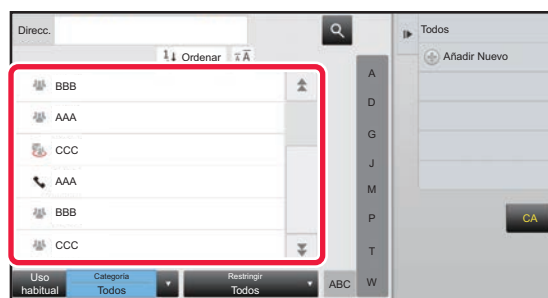 Direcc.
Todos
Ordenar
Añadir Nuevo
BBB
A
AAA
D
CCC
G
AAA
J
M
BBB
P
CA
CCC
T
Uso habitual
Categoría
Todos
Restringir
Todos
ABC
W